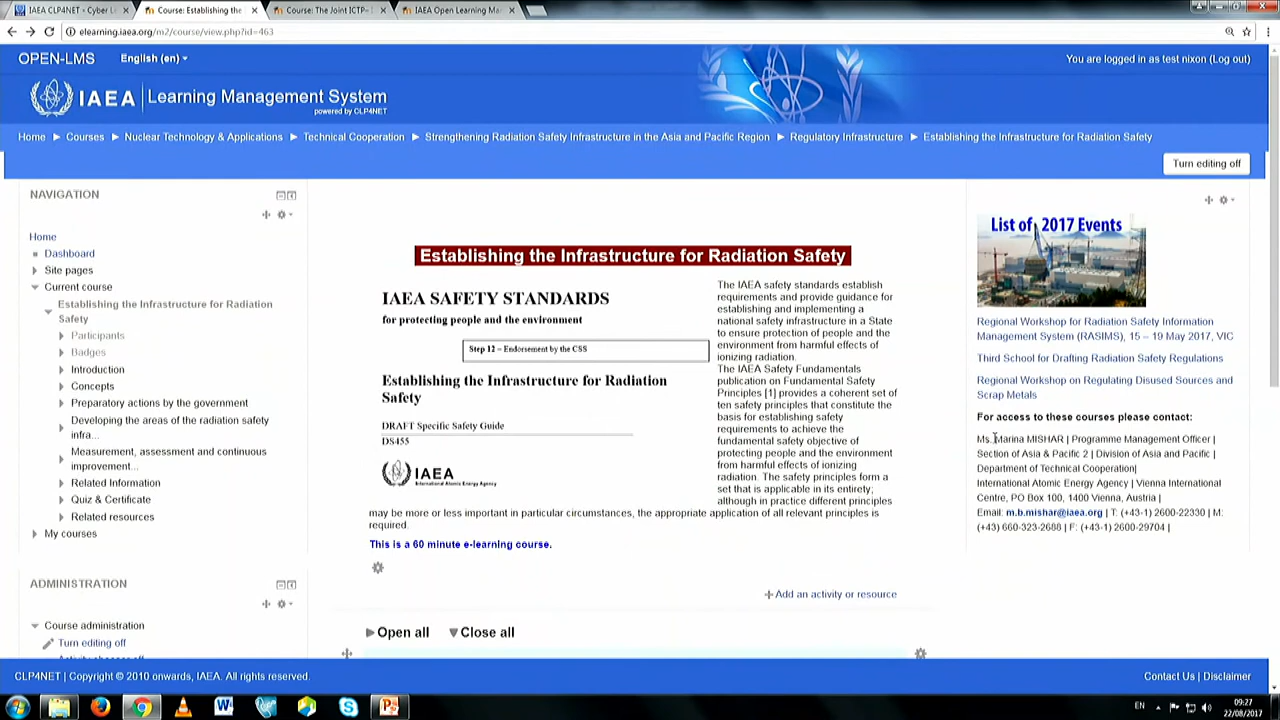 IAEA CLP4NET - Cyber L
Course: Establishing the
Course: The Joint ICTP-
IAEA Open Learning Ma
elearning.iaea.org/m2/course/view.php?id=463
OPEN-LMS
English (en)
You are logged in as test nixon (Log out)
IAEA
Learning Management System
powered by CLP4NET
Home ► Courses ► Nuclear Technology & Applications ► Technical Cooperation ► Strengthening Radiation Safety Infrastructure in the Asia and Pacific Region ► Regulatory Infrastructure ► Establishing the Infrastructure for Radiation Safety
Turn editing off
NAVIGATION
Home
Dashboard
Site pages
Current course
Establishing the Infrastructure for Radiation
Safety
Participants
Badges
Introduction
Concepts
Preparatory actions by the government
Developing the areas of the radiation safety
infra...
Measurement, assessment and continuous
improvement...
Related Information
Quiz & Certificate
Related resources
My courses
ADMINISTRATION
Course administration
Turn editing off
Establishing the Infrastructure for Radiation Safety
IAEA SAFETY STANDARDS
for protecting people and the environment
Step 12 – Endorsement by the CSS
Establishing the Infrastructure for Radiation
Safety
DRAFT Specific Safety Guide
DS455
IAEA
International Atomic Energy Agency
The IAEA safety standards establish
requirements and provide guidance for
establishing and implementing a
national safety infrastructure in a State
to ensure protection of people and the
environment from harmful effects of
ionizing radiation.
The IAEA Safety Fundamentals
publication on Fundamental Safety
Principles [1] provides a coherent set of
ten safety principles that constitute the
basis for establishing safety
requirements to achieve the
fundamental safety objective of
protecting people and the environment
from harmful effects of ionizing
radiation. The safety principles form a
set that is applicable in its entirety;
although in practice different principles
may be more or less important in particular circumstances, the appropriate application of all relevant principles is
required.
This is a 60 minute e-learning course.
Add an activity or resource
Open all
Close all
List of 2017 Events
Regional Workshop for Radiation Safety Information
Management System (RASIMS), 15 – 19 May 2017, VIC
Third School for Drafting Radiation Safety Regulations
Regional Workshop on Regulating Disused Sources and
Scrap Metals
For access to these courses please contact:
Ms. Marina MISHAR | Programme Management Officer |
Section of Asia & Pacific 2 | Division of Asia and Pacific |
Department of Technical Cooperation|
International Atomic Energy Agency | Vienna International
Centre, PO Box 100, 1400 Vienna, Austria |
Email: m.b.mishar@iaea.org | T: (+43-1) 2600-22330 | M:
(+43) 660-323-2688 | F: (+43-1) 2600-29704 |
CLP4NET | Copyright © 2010 onwards, IAEA. All rights reserved.
Contact Us | Disclaimer
EN
09:27
22/08/2017